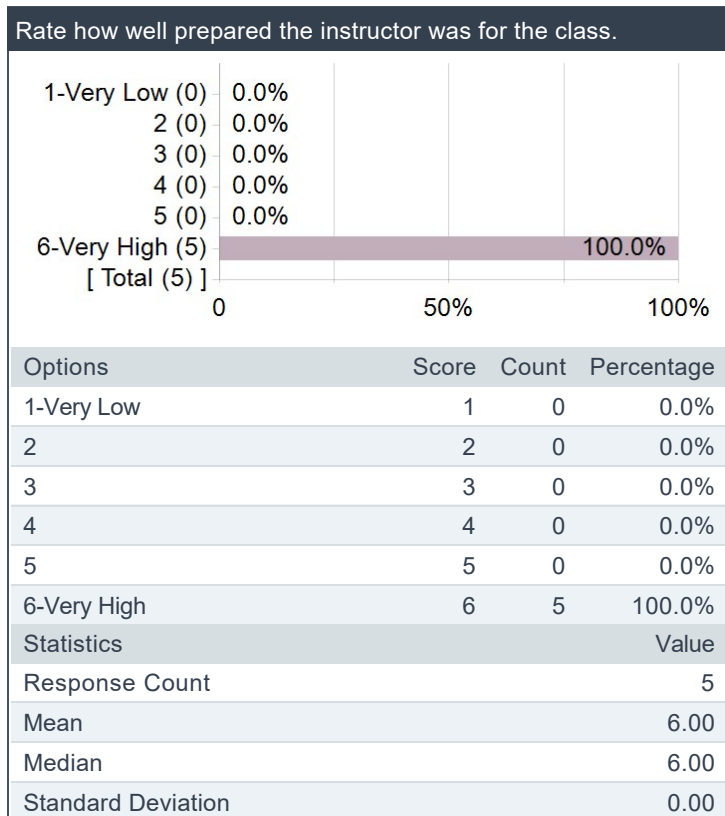 Rate how well prepared the instructor was for the class.
1-Very Low (0) 0.0%
2 (0) 0.0%
3 (0) 0.0%
4 (0) 0.0%
5 (0) 0.0%
6-Very High (5) 100.0%
[ Total (5) ]
0 50% 100%
Options Score Count Percentage
1-Very Low 1 0 0.0%
2 2 0 0.0%
3 3 0 0.0%
4 4 0 0.0%
5 5 0 0.0%
6-Very High 6 5 100.0%
Statistics Value
Response Count 5
Mean 6.00
Median 6.00
Standard Deviation 0.00